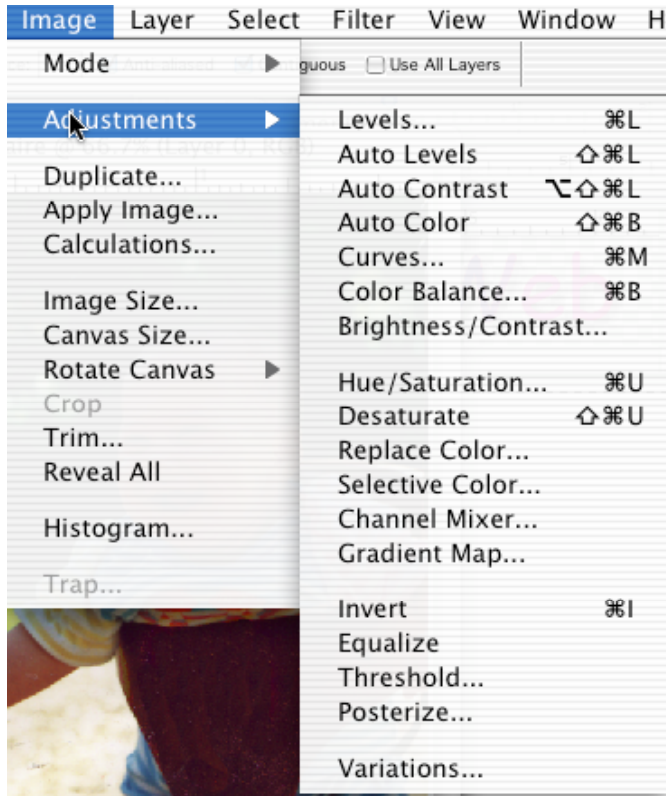 Image Layer Select Filter View Window H
guous Use All Layers
Mode
Adjustments
Duplicate...
Apply Image...
Calculations...
Image Size...
Canvas Size...
Rotate Canvas
Crop
Trim...
Reveal All
Histogram...
Trap...
Levels... ⌘L
Auto Levels ⇧⌘L
Auto Contrast ⌥⇧⌘L
Auto Color ⇧⌘B
Curves... ⌘M
Color Balance... ⌘B
Brightness/Contrast...
Hue/Saturation... ⌘U
Desaturate ⇧⌘U
Replace Color...
Selective Color...
Channel Mixer...
Gradient Map...
Invert ⌘I
Equalize
Threshold...
Posterize...
Variations...